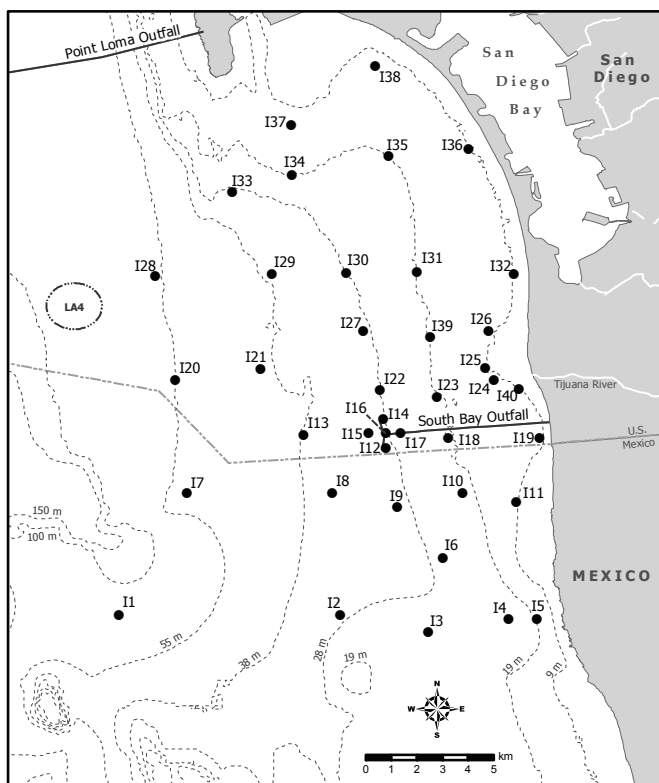 Point Loma Outfall
San
Diego
Bay
San
Diego
I38
I37
I35
I36
I34
I33
I28
I29
I30
I31
I32
LA4
I27
I39
I26
I20
I21
I25
I22
I23
I24
I40
Tijuana River
I16
I14
South Bay Outfall
I13
I15
I17
I18
I19
U.S.
Mexico
I12
I7
I8
I9
I10
I11
150 m
100 m
I6
MEXICO
I1
I2
I3
I4
I5
55 m
38 m
28 m
19 m
19 m
9 m
N
W
E
S
km
0
1
2
3
4
5